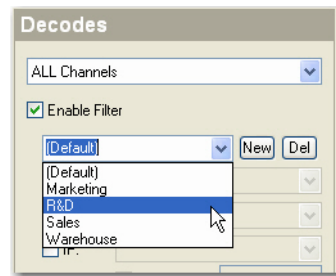 Decodes
ALL Channels
Enable Filter
(Default) New Del
(Default)
Marketing
R&D
Sales
Warehouse
IP: